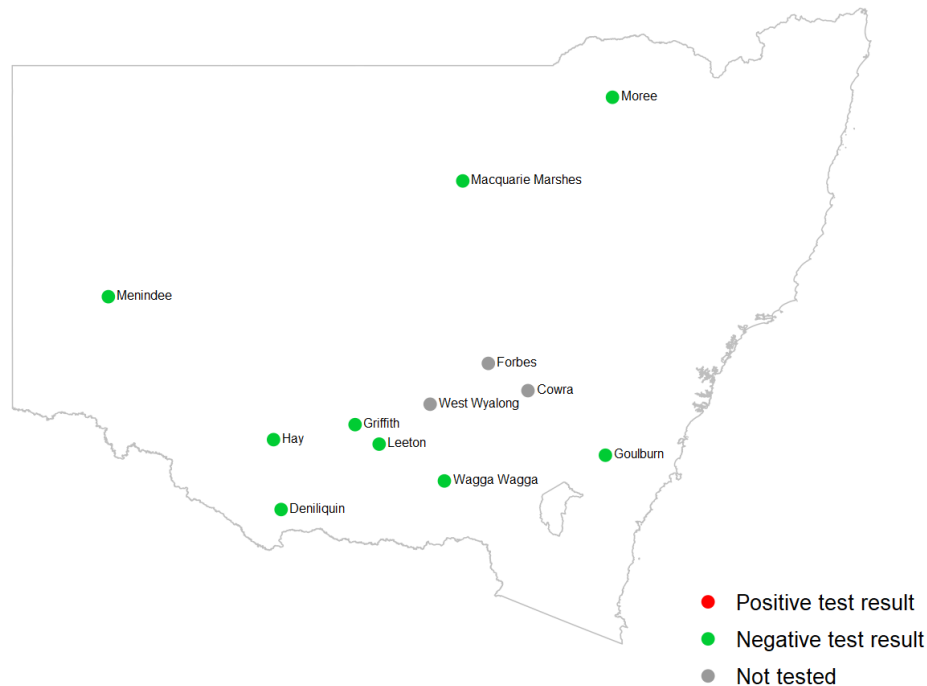 Moree
Macquarie Marshes
Menindee
Forbes
Cowra
West Wyalong
Griffith
Hay
Leeton
Goulburn
Wagga Wagga
Deniliquin
Positive test result
Negative test result
Not tested